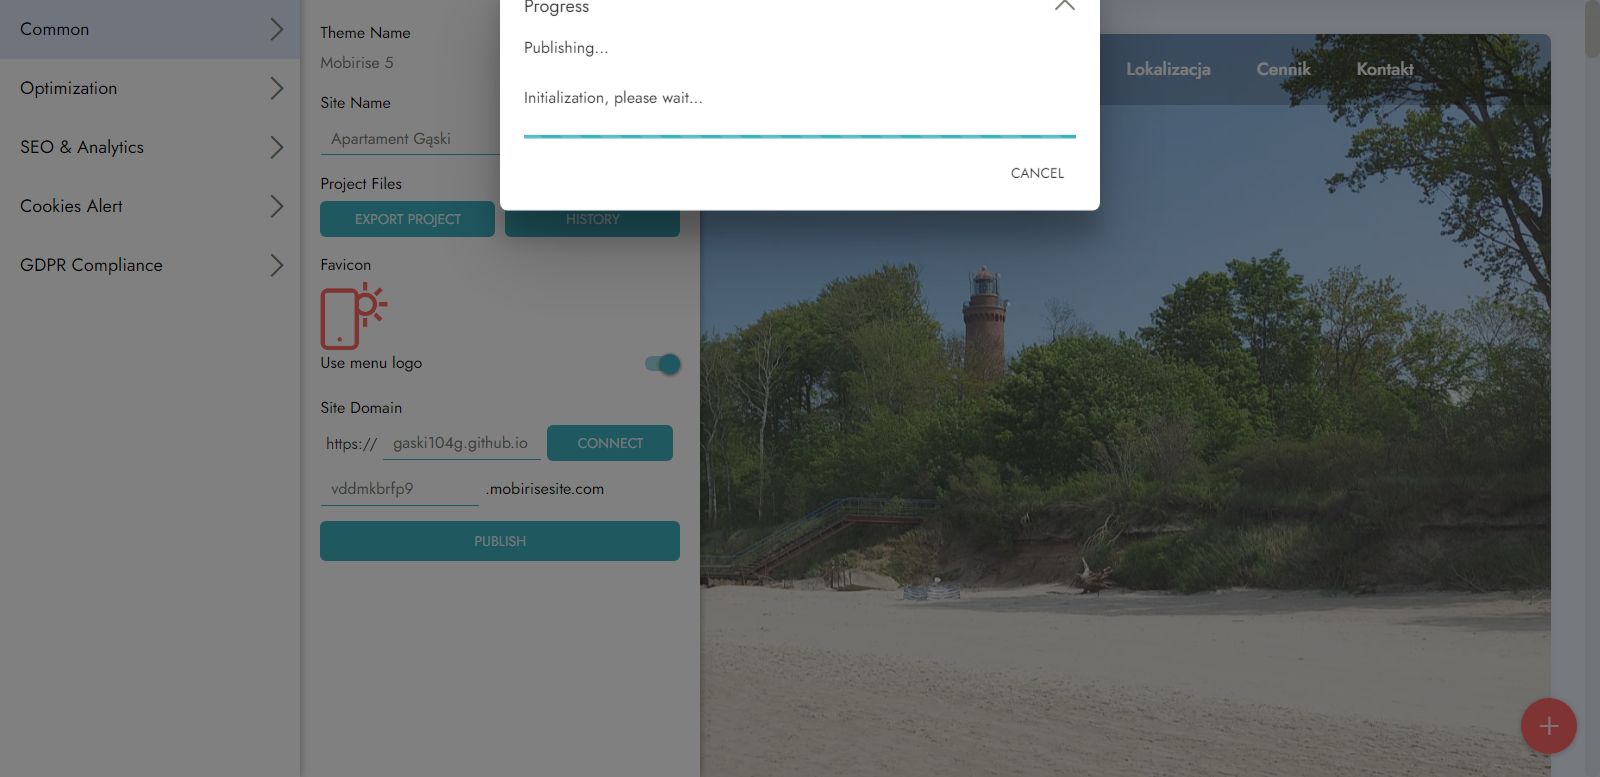 Common
Optimization
SEO & Analytics
Cookies Alert
GDPR Compliance
Theme Name
Mobirise 5
Site Name
Apartament Gąski
Project Files
EXPORT PROJECT
HISTORY
Favicon
Use menu logo
Site Domain
https://
gaski104g.github.io
CONNECT
vddmkbrfp9
.mobirisesite.com
PUBLISH
Progress
Publishing...
Initialization, please wait...
CANCEL
Lokalizacja
Cennik
Kontakt